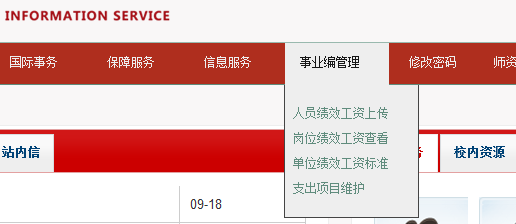 INFORMATION SERVICE
国际事务 保障服务 信息服务 事业编管理 修改密码 师资
人员绩效工资上传
岗位绩效工资查看
站内信 务 校内资源
单位绩效工资标准
支出项目维护
09-18